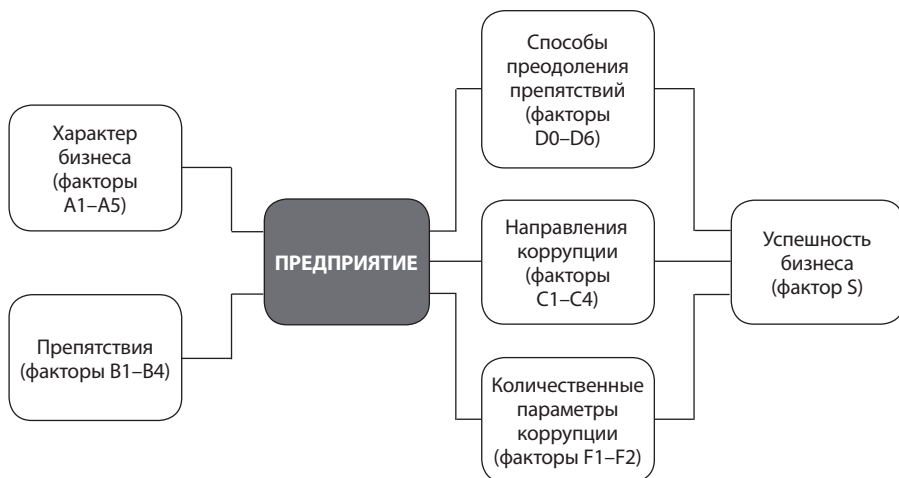 Характер
бизнеса
(факторы
A1–A5)
Препятствия
(факторы B1–B4)
ПРЕДПРИЯТИЕ
Способы
преодоления
препятствий
(факторы
D0–D6)
Направления
коррупции
(факторы
C1–C4)
Количественные
параметры
коррупции
(факторы F1–F2)
Успешность
бизнеса
(фактор S)